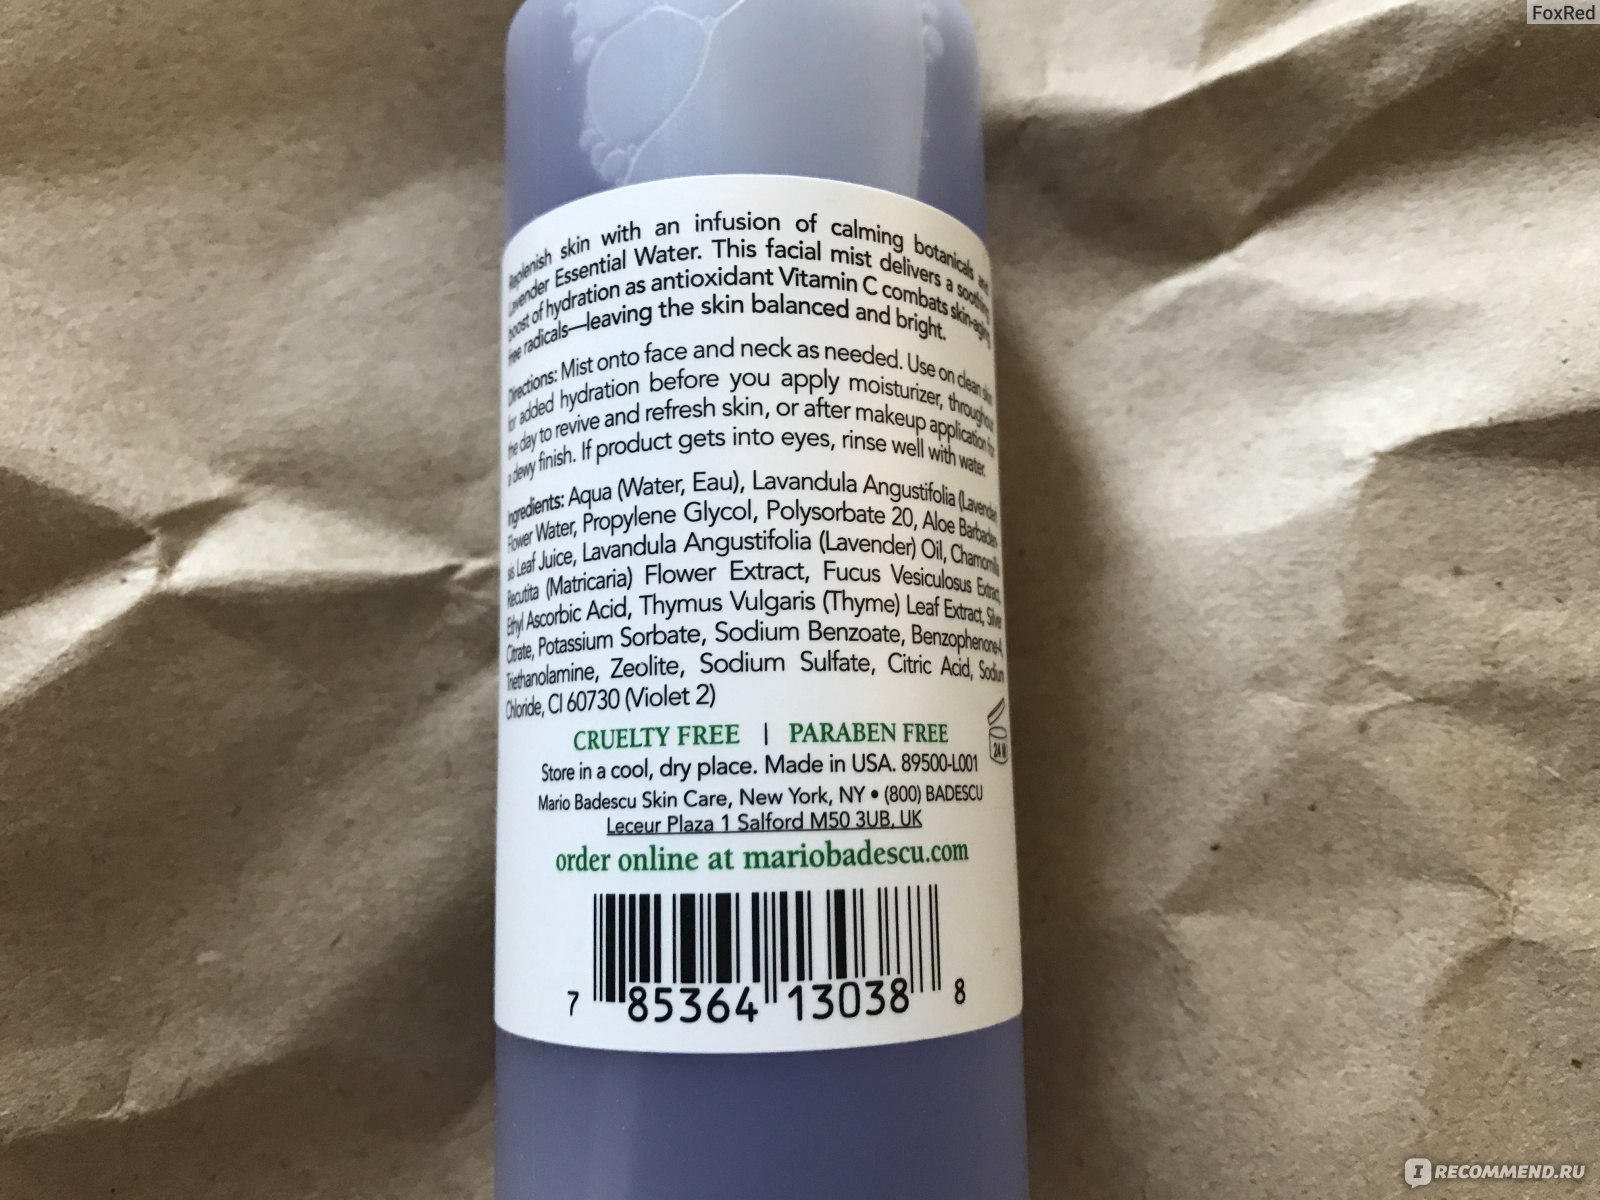 FoxRed
Replenish skin with an infusion of calming botanicals and
Lavender Essential Water. This facial mist delivers a soothing
boost of hydration as antioxidant Vitamin C combats skin-aging
free radicals—leaving the skin balanced and bright.
Directions: Mist onto face and neck as needed. Use on clean skin
for added hydration before you apply moisturizer, throughout
the day to revive and refresh skin, or after makeup application for
a dewy finish. If product gets into eyes, rinse well with water.
Ingredients: Aqua (Water, Eau), Lavandula Angustifolia (Lavender)
Flower Water, Propylene Glycol, Polysorbate 20, Aloe Barbaden-
sis Leaf Juice, Lavandula Angustifolia (Lavender) Oil, Chamomilla
Recutita (Matricaria) Flower Extract, Fucus Vesiculosus Extract,
Ethyl Ascorbic Acid, Thymus Vulgaris (Thyme) Leaf Extract, Silver
Citrate, Potassium Sorbate, Sodium Benzoate, Benzophenone-4,
Triethanolamine, Zeolite, Sodium Sulfate, Citric Acid, Sodium
Chloride, CI 60730 (Violet 2)
CRUELTY FREE | PARABEN FREE
24 M
Store in a cool, dry place. Made in USA. 89500-L001
Mario Badescu Skin Care, New York, NY • (800) BADESCU
Leceur Plaza 1 Salford M50 3UB, UK
order online at mariobadescu.com
7 85364 13038 8
IRECOMMEND.RU